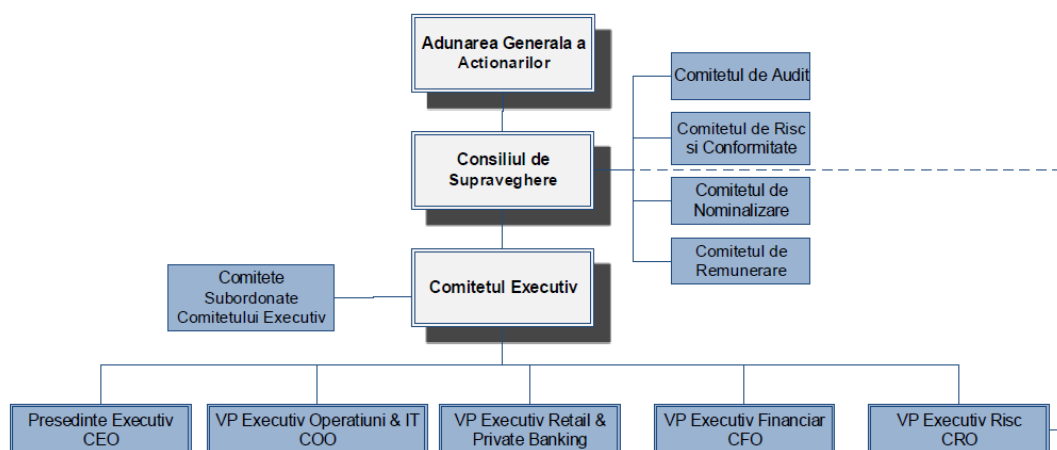 Adunarea Generala a
Actionarilor
Comitetul de Audit
Comitetul de Risc
si Conformitate
Consiliul de
Supraveghere
Comitetul de
Nominalizare
Comitetul de
Remunerare
Comitetul Executiv
Comitete
Subordonate
Comitetului Executiv
Presedinte Executiv
CEO
VP Executiv Operatiuni & IT
COO
VP Executiv Retail &
Private Banking
VP Executiv Financiar
CFO
VP Executiv Risc
CRO